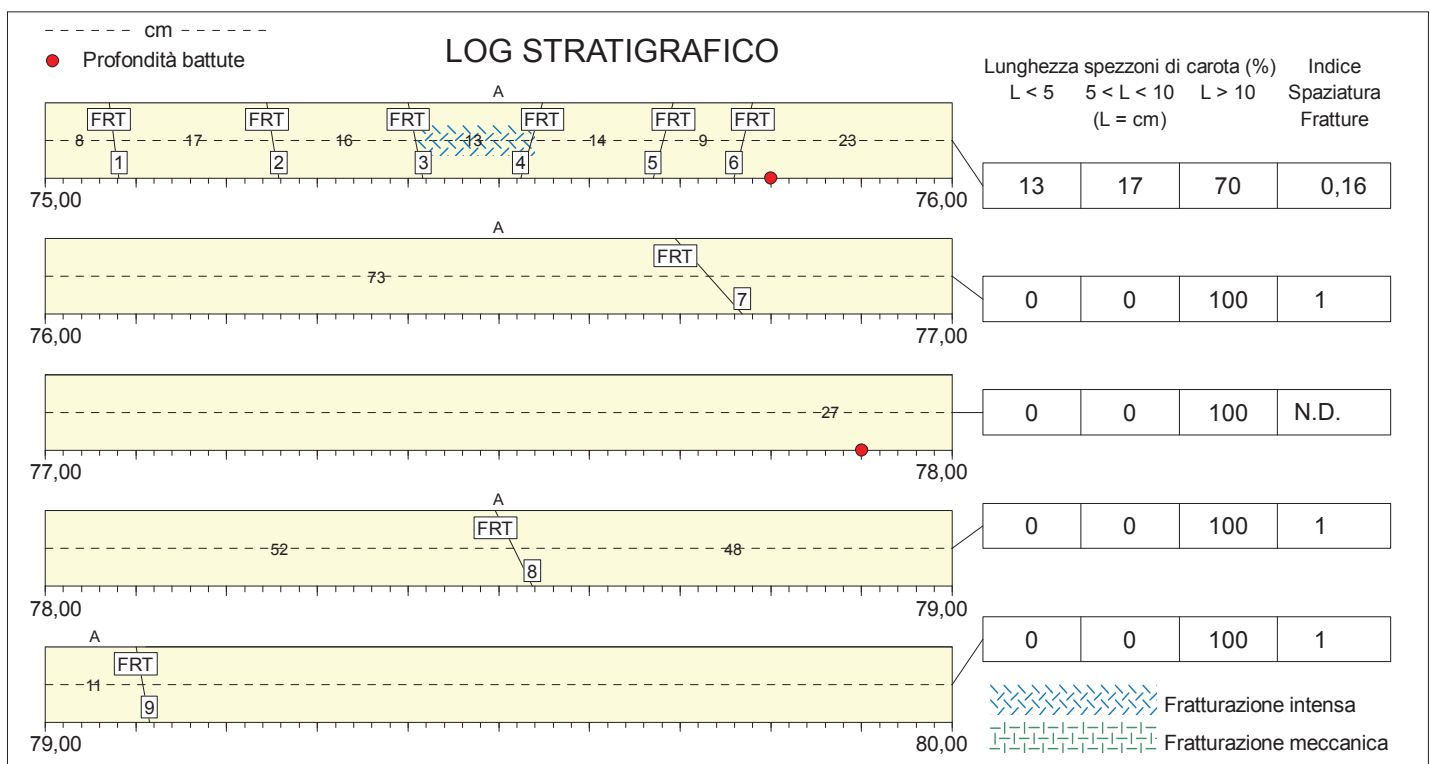 cm
Profondità battute
LOG STRATIGRAFICO
Lunghezza spezzoni di carota (%)
L < 5 5 < L < 10 L > 10
(L = cm)
Indice
Spaziatura
Fratture
A
FRT FRT FRT FRT FRT FRT
8 17 16 13 14 9 23
1 2 3 4 5 6
75,00 76,00
13 17 70 0,16
A
FRT
73
7
76,00 77,00
0 0 100 1
27
77,00 78,00
0 0 100 N.D.
A
FRT
52 48
8
78,00 79,00
0 0 100 1
A
FRT
11
9
79,00 80,00
0 0 100 1
Fratturazione intensa
Fratturazione meccanica